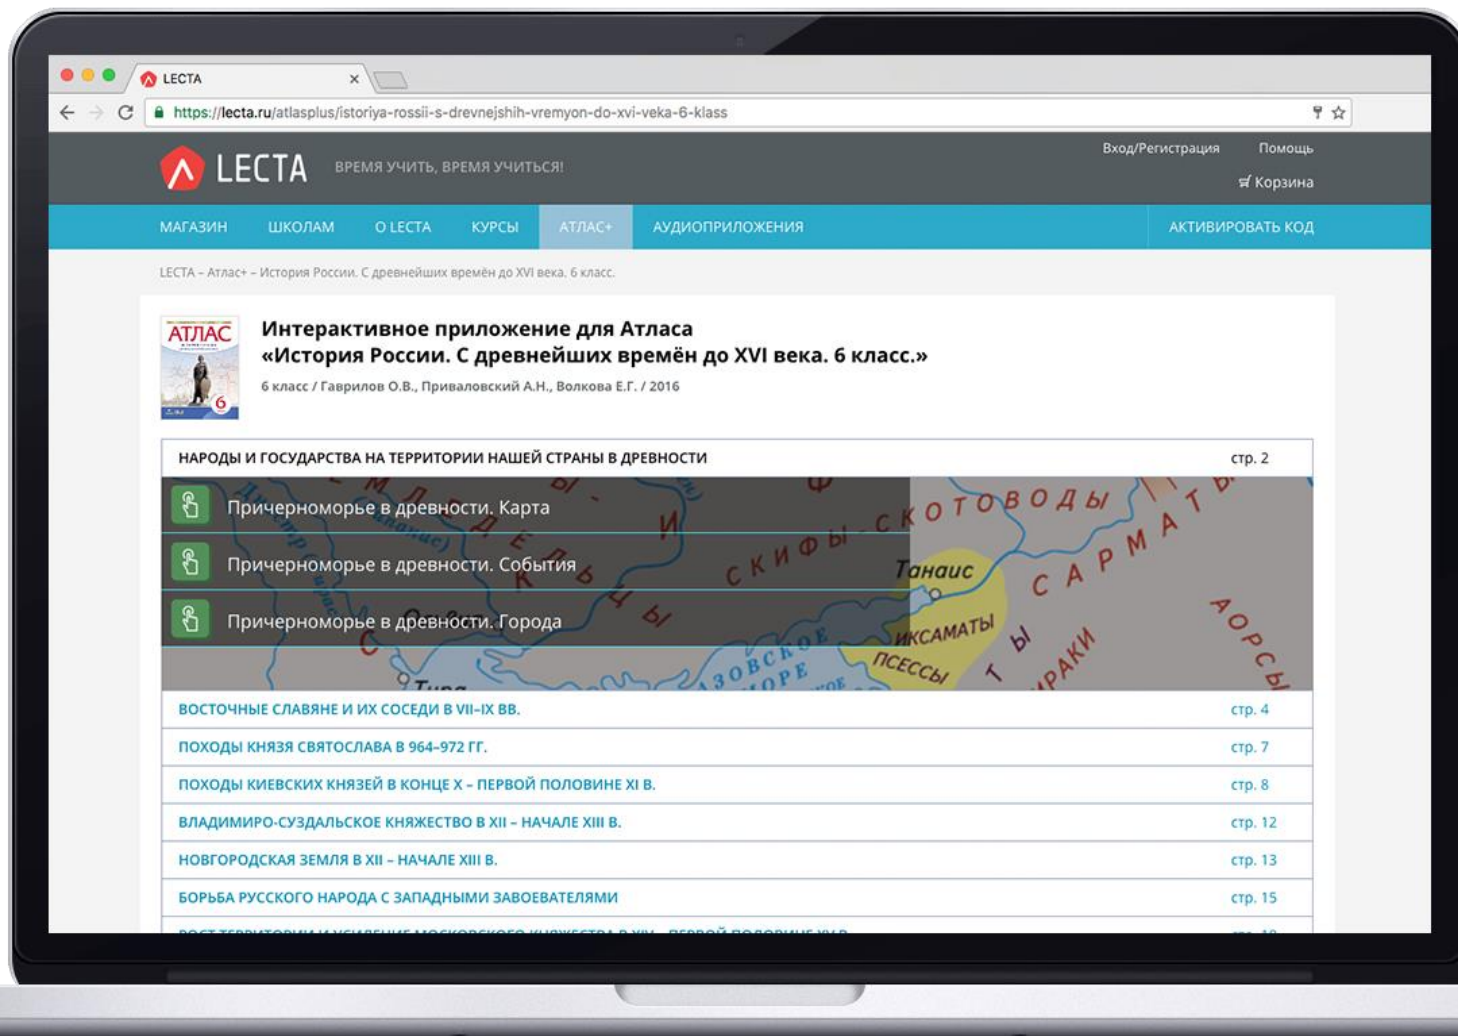 LECTA
https://lecta.ru/atlasplus/istoriya-rossii-s-drevnejshih-vremyon-do-xvi-veka-6-klass
LECTA
ВРЕМЯ УЧИТЬ, ВРЕМЯ УЧИТЬСЯ!
Вход/Регистрация Помощь
Корзина
МАГАЗИН ШКОЛАМ О LECTA КУРСЫ АТЛАС+ АУДИОПРИЛОЖЕНИЯ АКТИВИРОВАТЬ КОД
LECTA – Атлас+ – История России. С древнейших времён до XVI века. 6 класс.
АТЛАС
6
Интерактивное приложение для Атласа
«История России. С древнейших времён до XVI века. 6 класс.»
6 класс / Гаврилов О.В., Приваловский А.Н., Волкова Е.Г. / 2016
НАРОДЫ И ГОСУДАРСТВА НА ТЕРРИТОРИИ НАШЕЙ СТРАНЫ В ДРЕВНОСТИ стр. 2
Причерноморье в древности. Карта
Причерноморье в древности. События
Причерноморье в древности. Города
СКИФЫ-СКОТОВОДЫ
Танаис
ИКСАМАТЫ
ПСЕССЫ
АОРСЫ
ВОСТОЧНЫЕ СЛАВЯНЕ И ИХ СОСЕДИ В VII–IX ВВ. стр. 4
ПОХОДЫ КНЯЗЯ СВЯТОСЛАВА В 964–972 ГГ. стр. 7
ПОХОДЫ КИЕВСКИХ КНЯЗЕЙ В КОНЦЕ X – ПЕРВОЙ ПОЛОВИНЕ XI В. стр. 8
ВЛАДИМИРО-СУЗДАЛЬСКОЕ КНЯЖЕСТВО В XII – НАЧАЛЕ XIII В. стр. 12
НОВГОРОДСКАЯ ЗЕМЛЯ В XII – НАЧАЛЕ XIII В. стр. 13
БОРЬБА РУССКОГО НАРОДА С ЗАПАДНЫМИ ЗАВОЕВАТЕЛЯМИ стр. 15